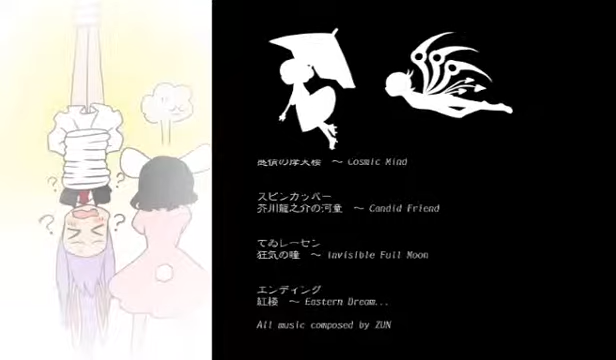 感情の摩天楼　～ Cosmic Mind
スピンカッパー
芥川龍之介の河童　～ Candid Friend
てゐレーセン
狂気の瞳　～ Invisible Full Moon
エンディング
紅楼　～ Eastern Dream...
All music composed by ZUN
? ? ? ?